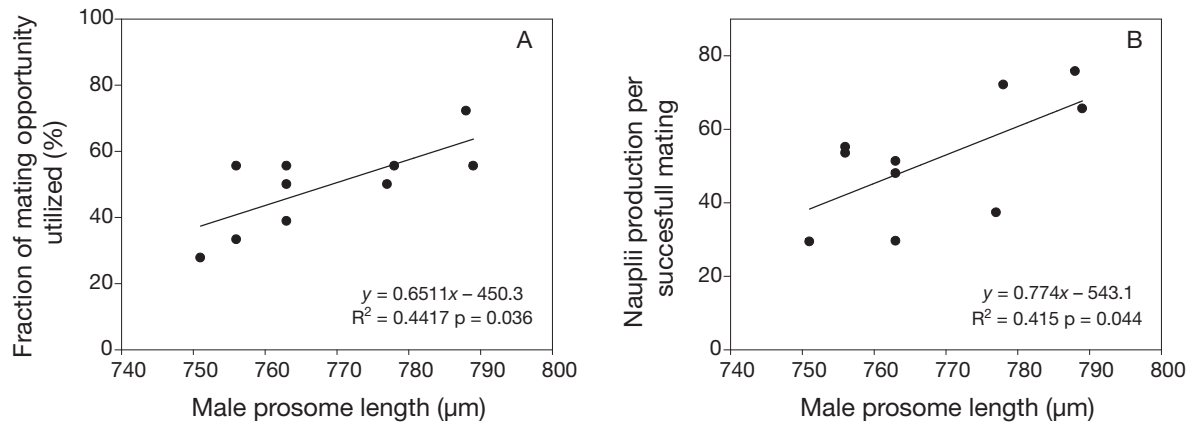 100
80
60
40
20
0
Fraction of mating opportunity
utilized (%)
A
y = 0.6511x – 450.3
R² = 0.4417 p = 0.036
740 750 760 770 780 790 800
Male prosome length (µm)
80
60
40
20
0
Nauplii production per
succesfull mating
B
y = 0.774x – 543.1
R² = 0.415 p = 0.044
740 750 760 770 780 790 800
Male prosome length (µm)